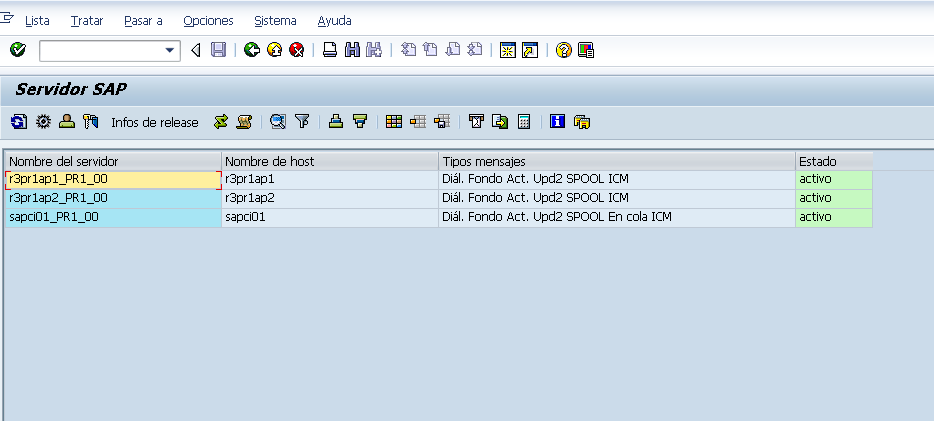 Lista Tratar Pasar a Opciones Sistema Ayuda
Servidor SAP
Infos de release
Nombre del servidor Nombre de host Tipos mensajes Estado
r3pr1ap1_PR1_00 r3pr1ap1 Diál. Fondo Act. Upd2 SPOOL ICM activo
r3pr1ap2_PR1_00 r3pr1ap2 Diál. Fondo Act. Upd2 SPOOL ICM activo
sapci01_PR1_00 sapci01 Diál. Fondo Act. Upd2 SPOOL En cola ICM activo